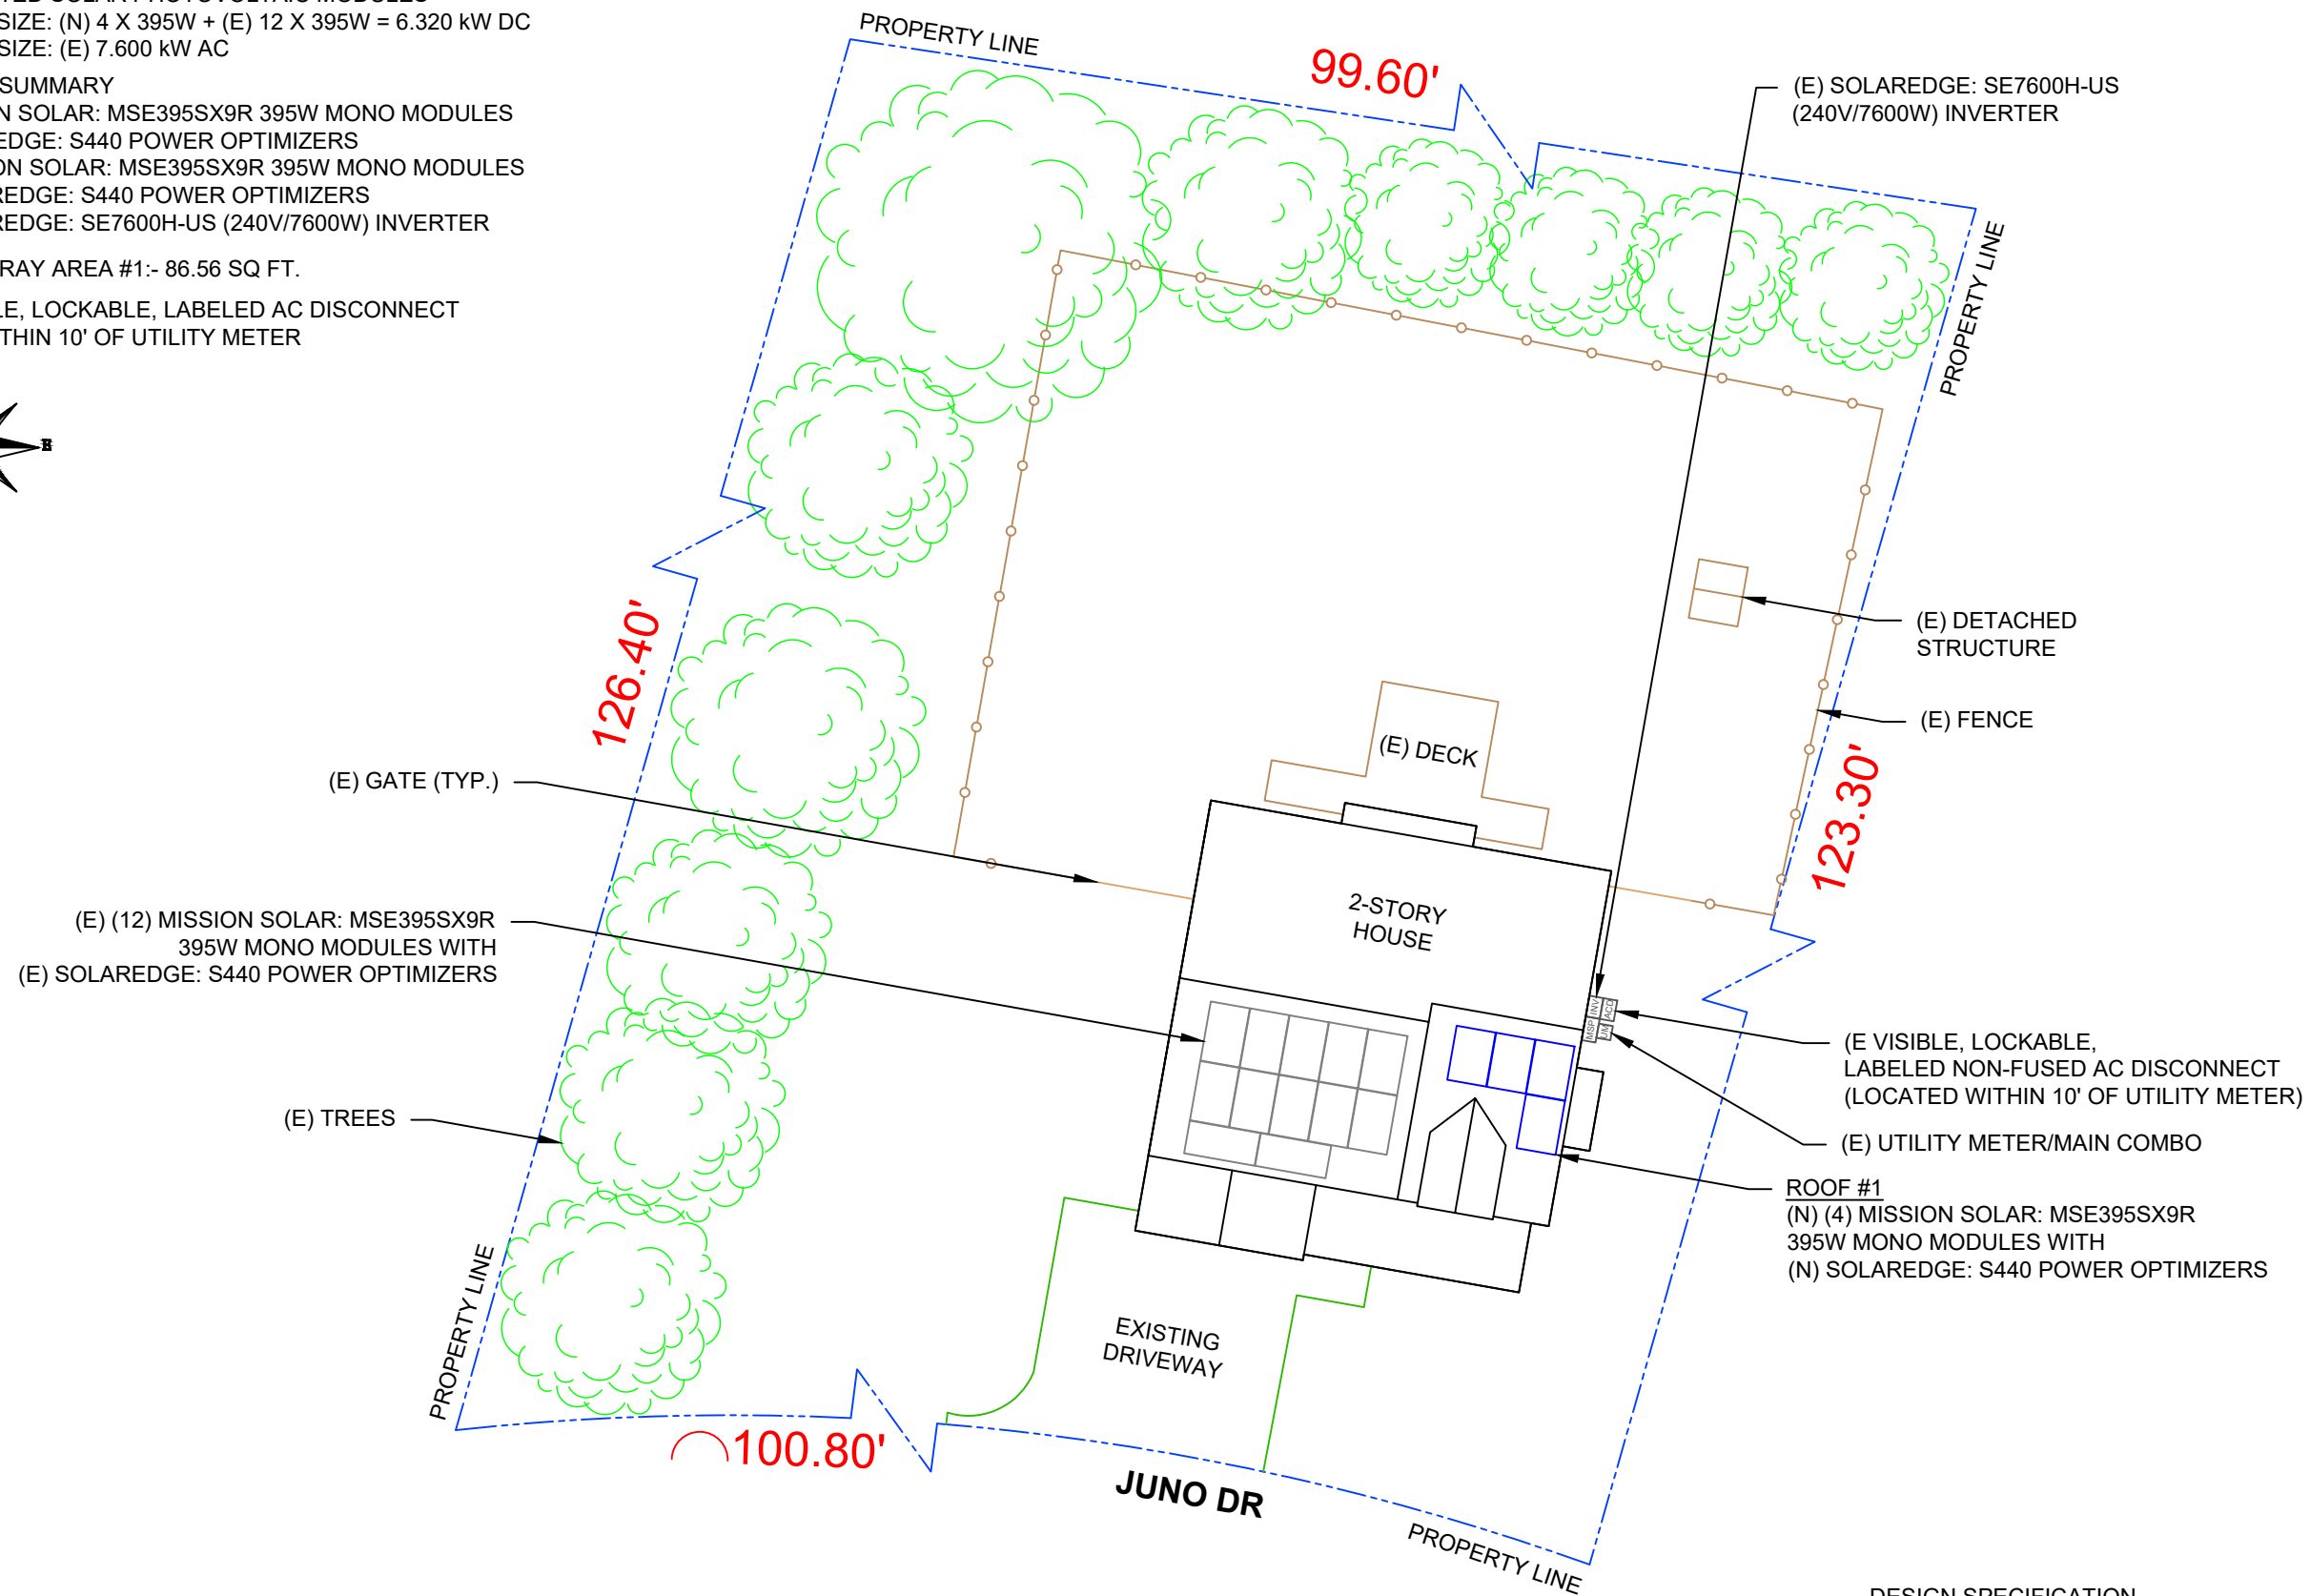 SIZE: (N) 4 X 395W + (E) 12 X 395W = 6.320 kW DC
SIZE: (E) 7.600 kW AC
SUMMARY
N SOLAR: MSE395SX9R 395W MONO MODULES
EDGE: S440 POWER OPTIMIZERS
ON SOLAR: MSE395SX9R 395W MONO MODULES
REDGE: S440 POWER OPTIMIZERS
REDGE: SE7600H-US (240V/7600W) INVERTER
RAY AREA #1:- 86.56 SQ FT.
LE, LOCKABLE, LABELED AC DISCONNECT
THIN 10' OF UTILITY METER
PROPERTY LINE
99.60'
(E) SOLAREDGE: SE7600H-US
(240V/7600W) INVERTER
PROPERTY LINE
(E) DETACHED
STRUCTURE
(E) FENCE
126.40'
123.30'
(E) DECK
(E) GATE (TYP.)
2-STORY
HOUSE
(E) (12) MISSION SOLAR: MSE395SX9R
395W MONO MODULES WITH
(E) SOLAREDGE: S440 POWER OPTIMIZERS
INV
ACD
MSP
UM
(E VISIBLE, LOCKABLE,
LABELED NON-FUSED AC DISCONNECT
(LOCATED WITHIN 10' OF UTILITY METER)
(E) TREES
(E) UTILITY METER/MAIN COMBO
ROOF #1
(N) (4) MISSION SOLAR: MSE395SX9R
395W MONO MODULES WITH
(N) SOLAREDGE: S440 POWER OPTIMIZERS
PROPERTY LINE
EXISTING
DRIVEWAY
100.80'
JUNO DR
PROPERTY LINE
DESIGN SPECIFICATION